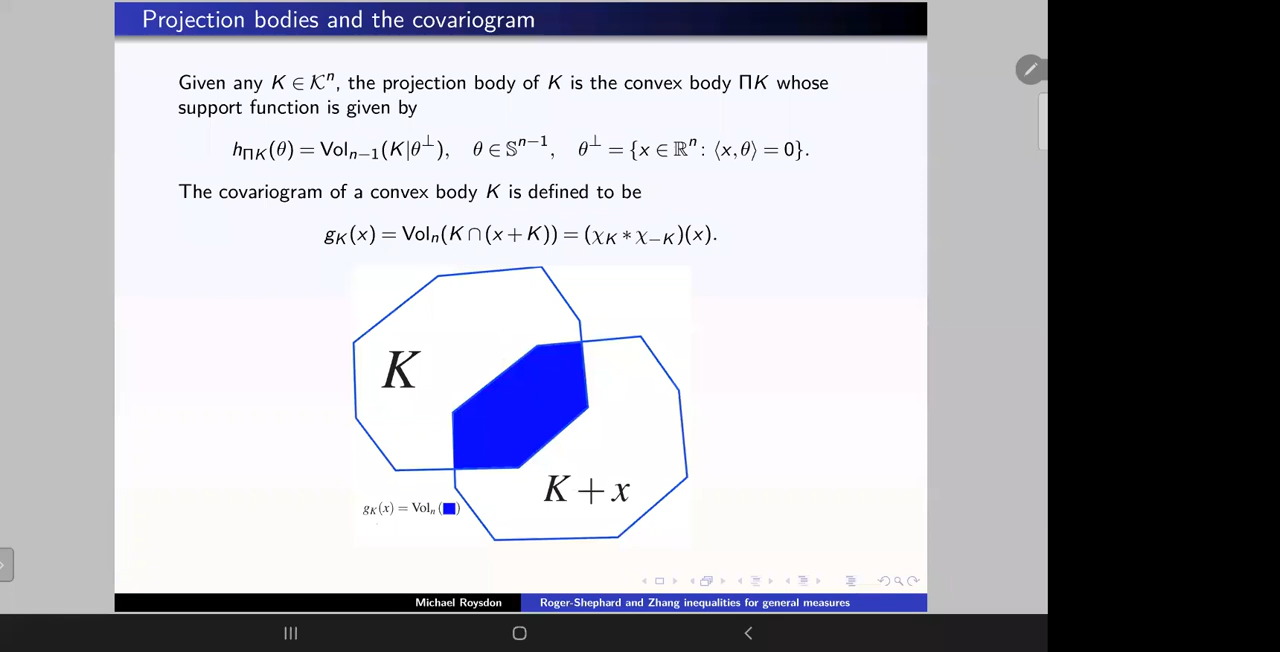 Projection bodies and the covariogram
Given any K ∈ 𝒦ⁿ, the projection body of K is the convex body ΠK whose
support function is given by
h_{ΠK}(θ) = Vol_{n−1}(K|θ^⊥), θ ∈ 𝕊^{n−1}, θ^⊥ = {x ∈ ℝⁿ: ⟨x, θ⟩ = 0}.
The covariogram of a convex body K is defined to be
g_K(x) = Vol_n(K ∩ (x + K)) = (χ_K * χ_{−K})(x).
K
K + x
g_K(x) = Vol_n(■)
Michael Roysdon Roger-Shephard and Zhang inequalities for general measures